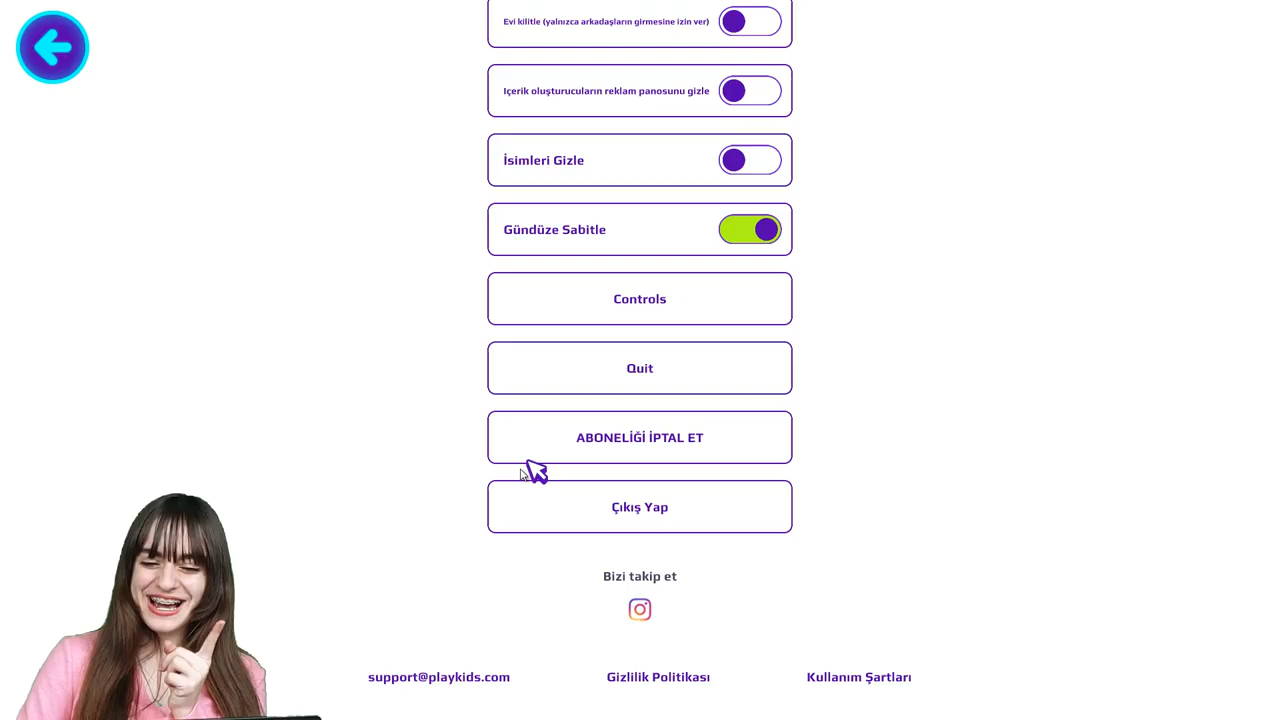 Evi kilitle (yalnızca arkadaşların girmesine izin ver)
Içerik oluşturucuların reklam panosunu gizle
İsimleri Gizle
Gündüze Sabitle
Controls
Quit
ABONELİĞİ İPTAL ET
Çıkış Yap
Bizi takip et
support@playkids.com
Gizlilik Politikası
Kullanım Şartları